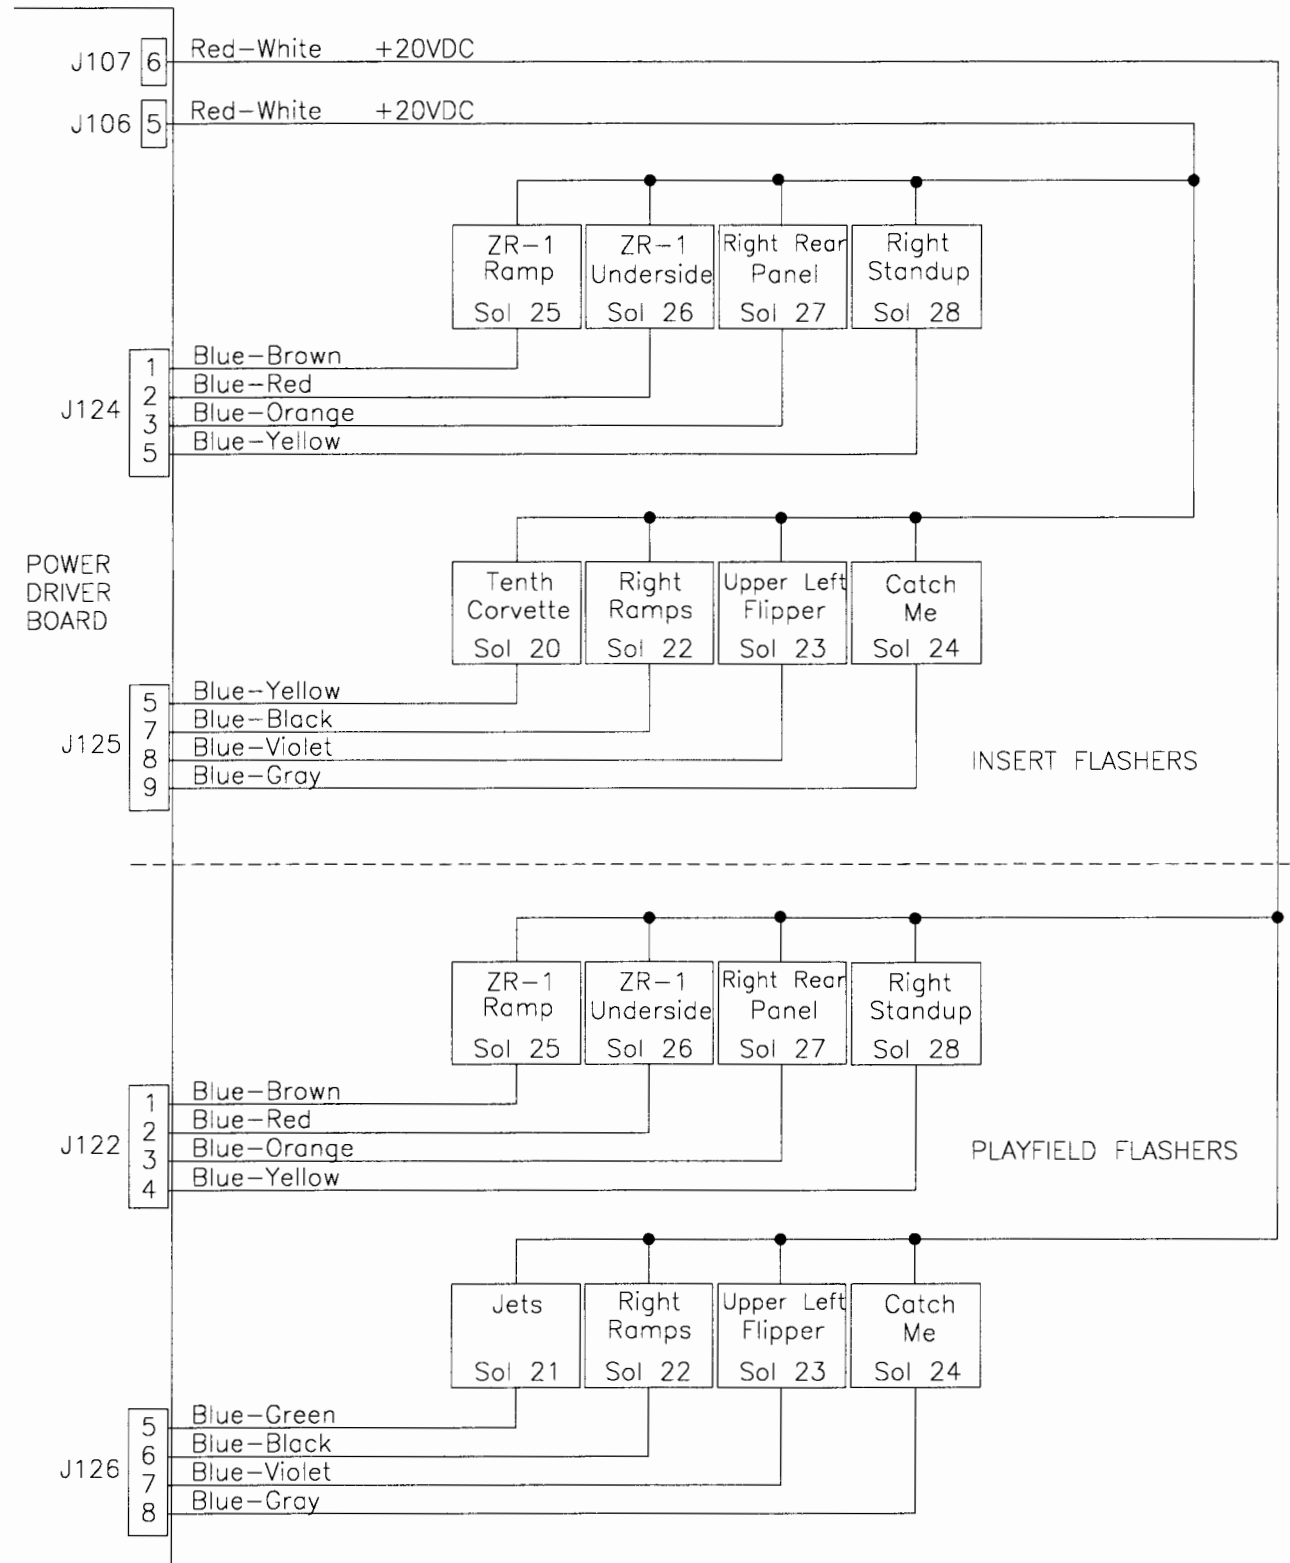 J107 6 Red-White +20VDC
J106 5 Red-White +20VDC
ZR-1
Ramp
Sol 25
ZR-1
Underside
Sol 26
Right Rear
Panel
Sol 27
Right
Standup
Sol 28
J124
1 Blue-Brown
2 Blue-Red
3 Blue-Orange
5 Blue-Yellow
POWER
DRIVER
BOARD
Tenth
Corvette
Sol 20
Right
Ramps
Sol 22
Upper Left
Flipper
Sol 23
Catch
Me
Sol 24
J125
5 Blue-Yellow
7 Blue-Black
8 Blue-Violet
9 Blue-Gray
INSERT FLASHERS
ZR-1
Ramp
Sol 25
ZR-1
Underside
Sol 26
Right Rear
Panel
Sol 27
Right
Standup
Sol 28
J122
1 Blue-Brown
2 Blue-Red
3 Blue-Orange
4 Blue-Yellow
PLAYFIELD FLASHERS
Jets
Sol 21
Right
Ramps
Sol 22
Upper Left
Flipper
Sol 23
Catch
Me
Sol 24
J126
5 Blue-Green
6 Blue-Black
7 Blue-Violet
8 Blue-Gray